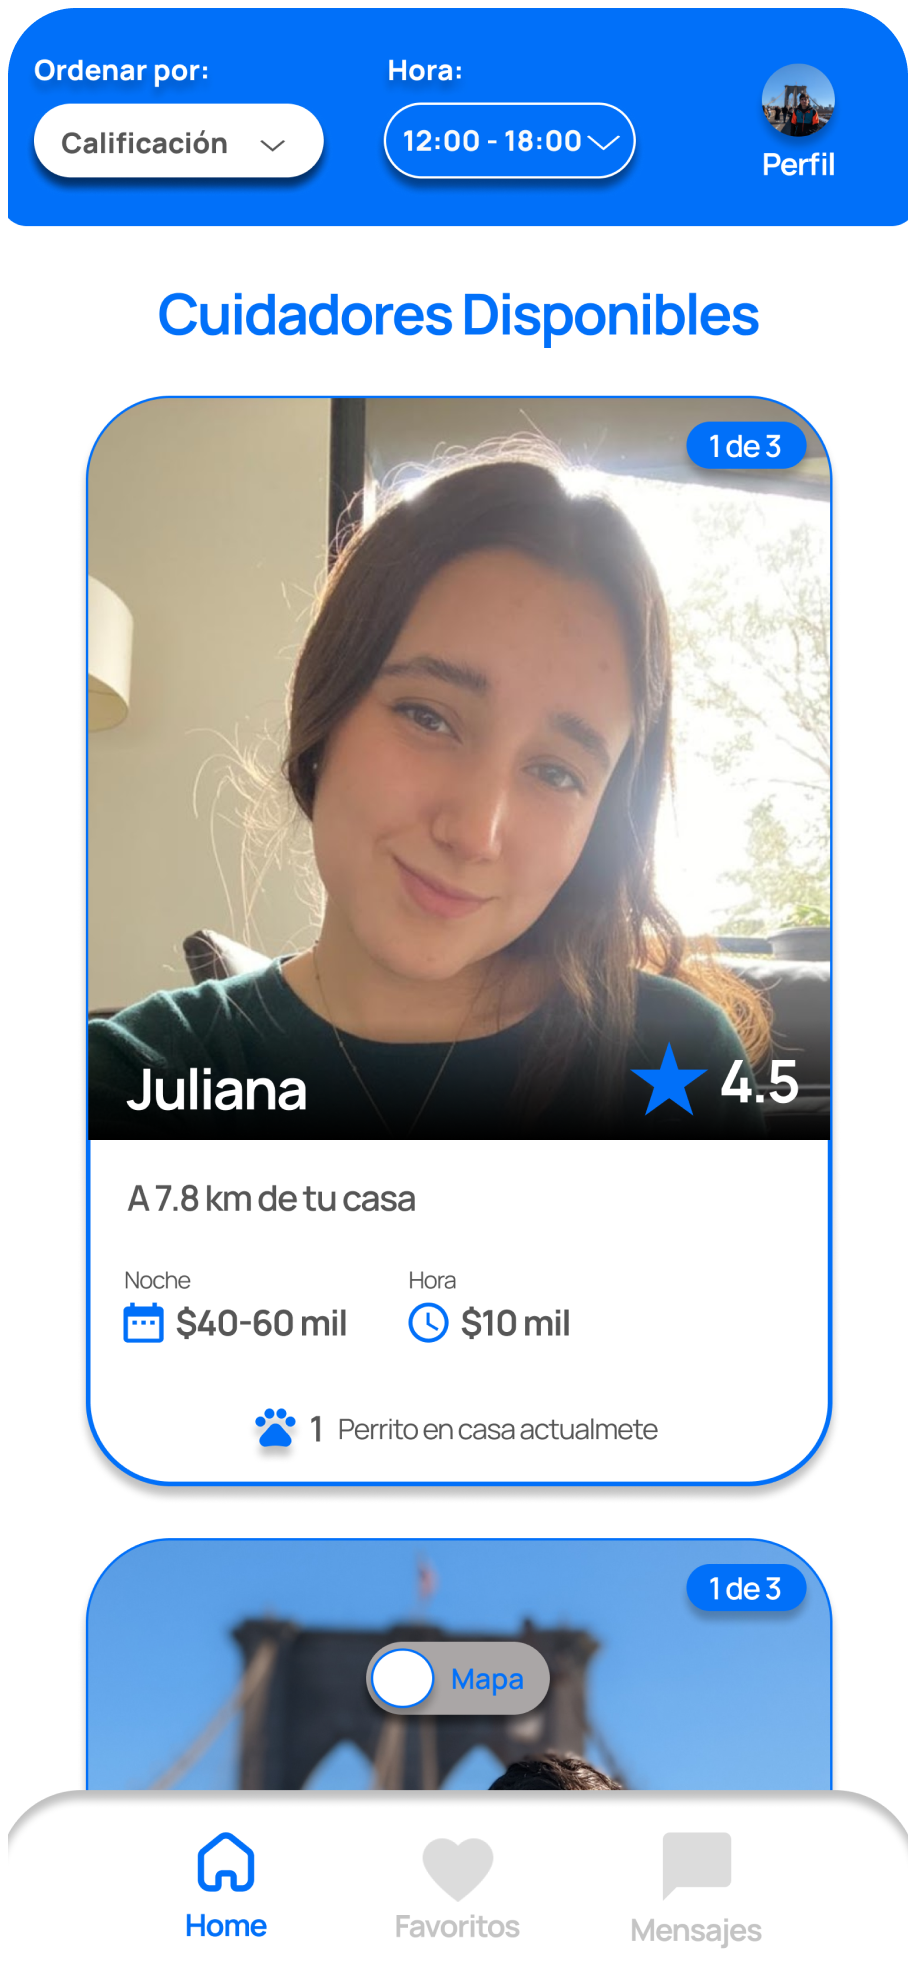 Ordenar por:
Hora:
Calificación
12:00 - 18:00
Perfil
Cuidadores Disponibles
1 de 3
Juliana
4.5
A 7.8 km de tu casa
Noche
Hora
$40-60 mil
$10 mil
1 Perrito en casa actualmete
1 de 3
Mapa
Home
Favoritos
Mensajes